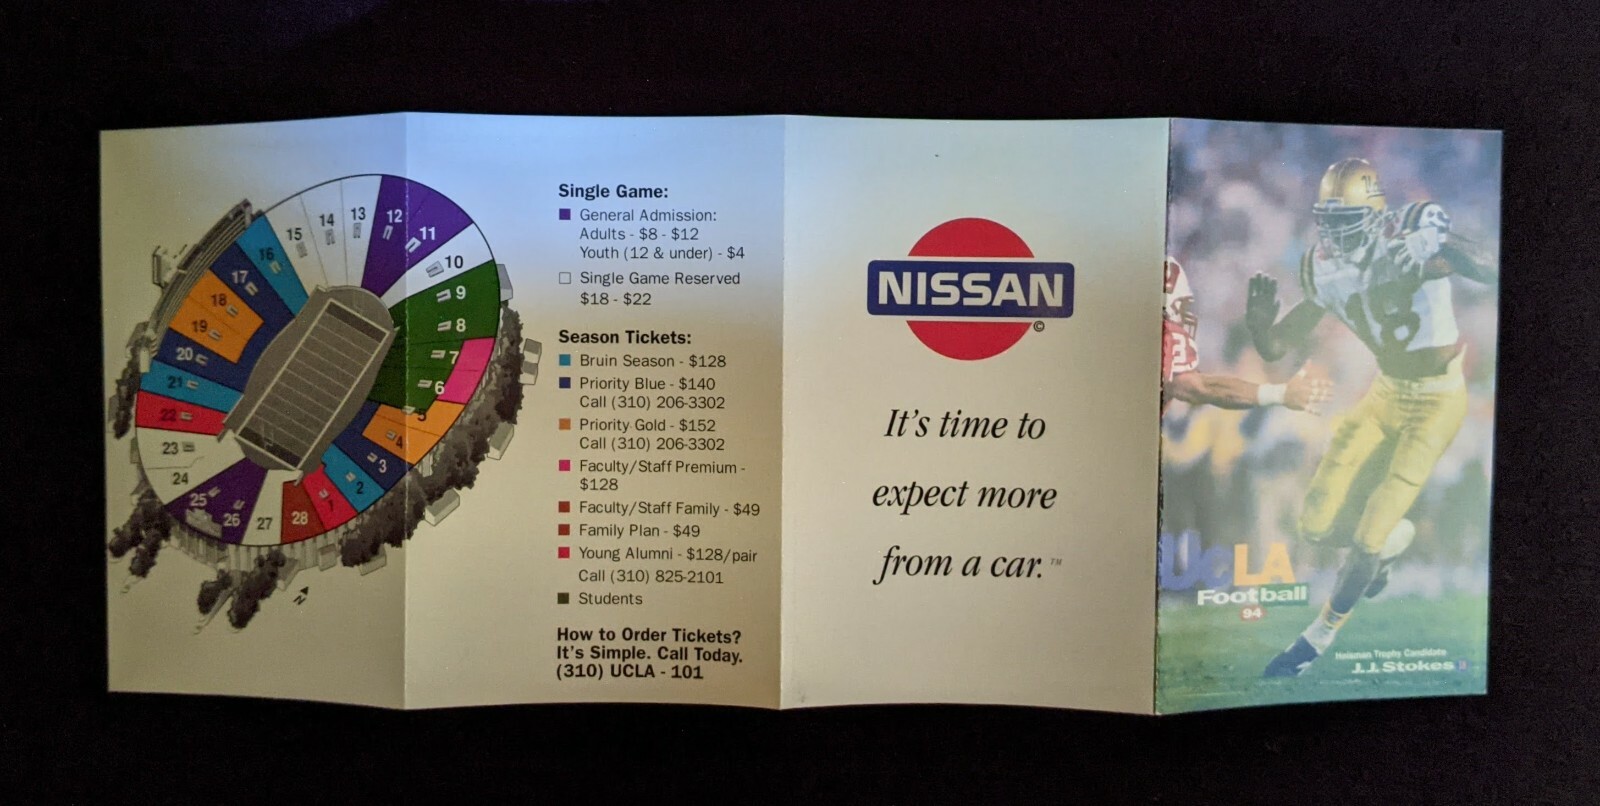 16
15
14
13
12
11
17
10
18
9
19
8
20
7
21
6
22
5
4
23
3
24
2
25
1
26
27
28
N
Single Game:
General Admission:
Adults - $8 - $12
Youth (12 & under) - $4
Single Game Reserved
$18 - $22
Season Tickets:
Bruin Season - $128
Priority Blue - $140
Call (310) 206-3302
Priority Gold - $152
Call (310) 206-3302
Faculty/Staff Premium -
$128
Faculty/Staff Family - $49
Family Plan - $49
Young Alumni - $128/pair
Call (310) 825-2101
Students
How to Order Tickets?
It's Simple. Call Today.
(310) UCLA - 101
NISSAN
©
It's time to
expect more
from a car.™
18
UcLA
Football
94
Heisman Trophy Candidate
J.J. Stokes